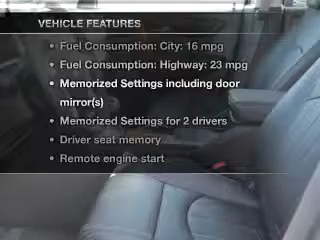 VEHICLE FEATURES
• Fuel Consumption: City: 16 mpg
• Fuel Consumption: Highway: 23 mpg
• Memorized Settings including door
mirror(s)
• Memorized Settings for 2 drivers
• Driver seat memory
• Remote engine start